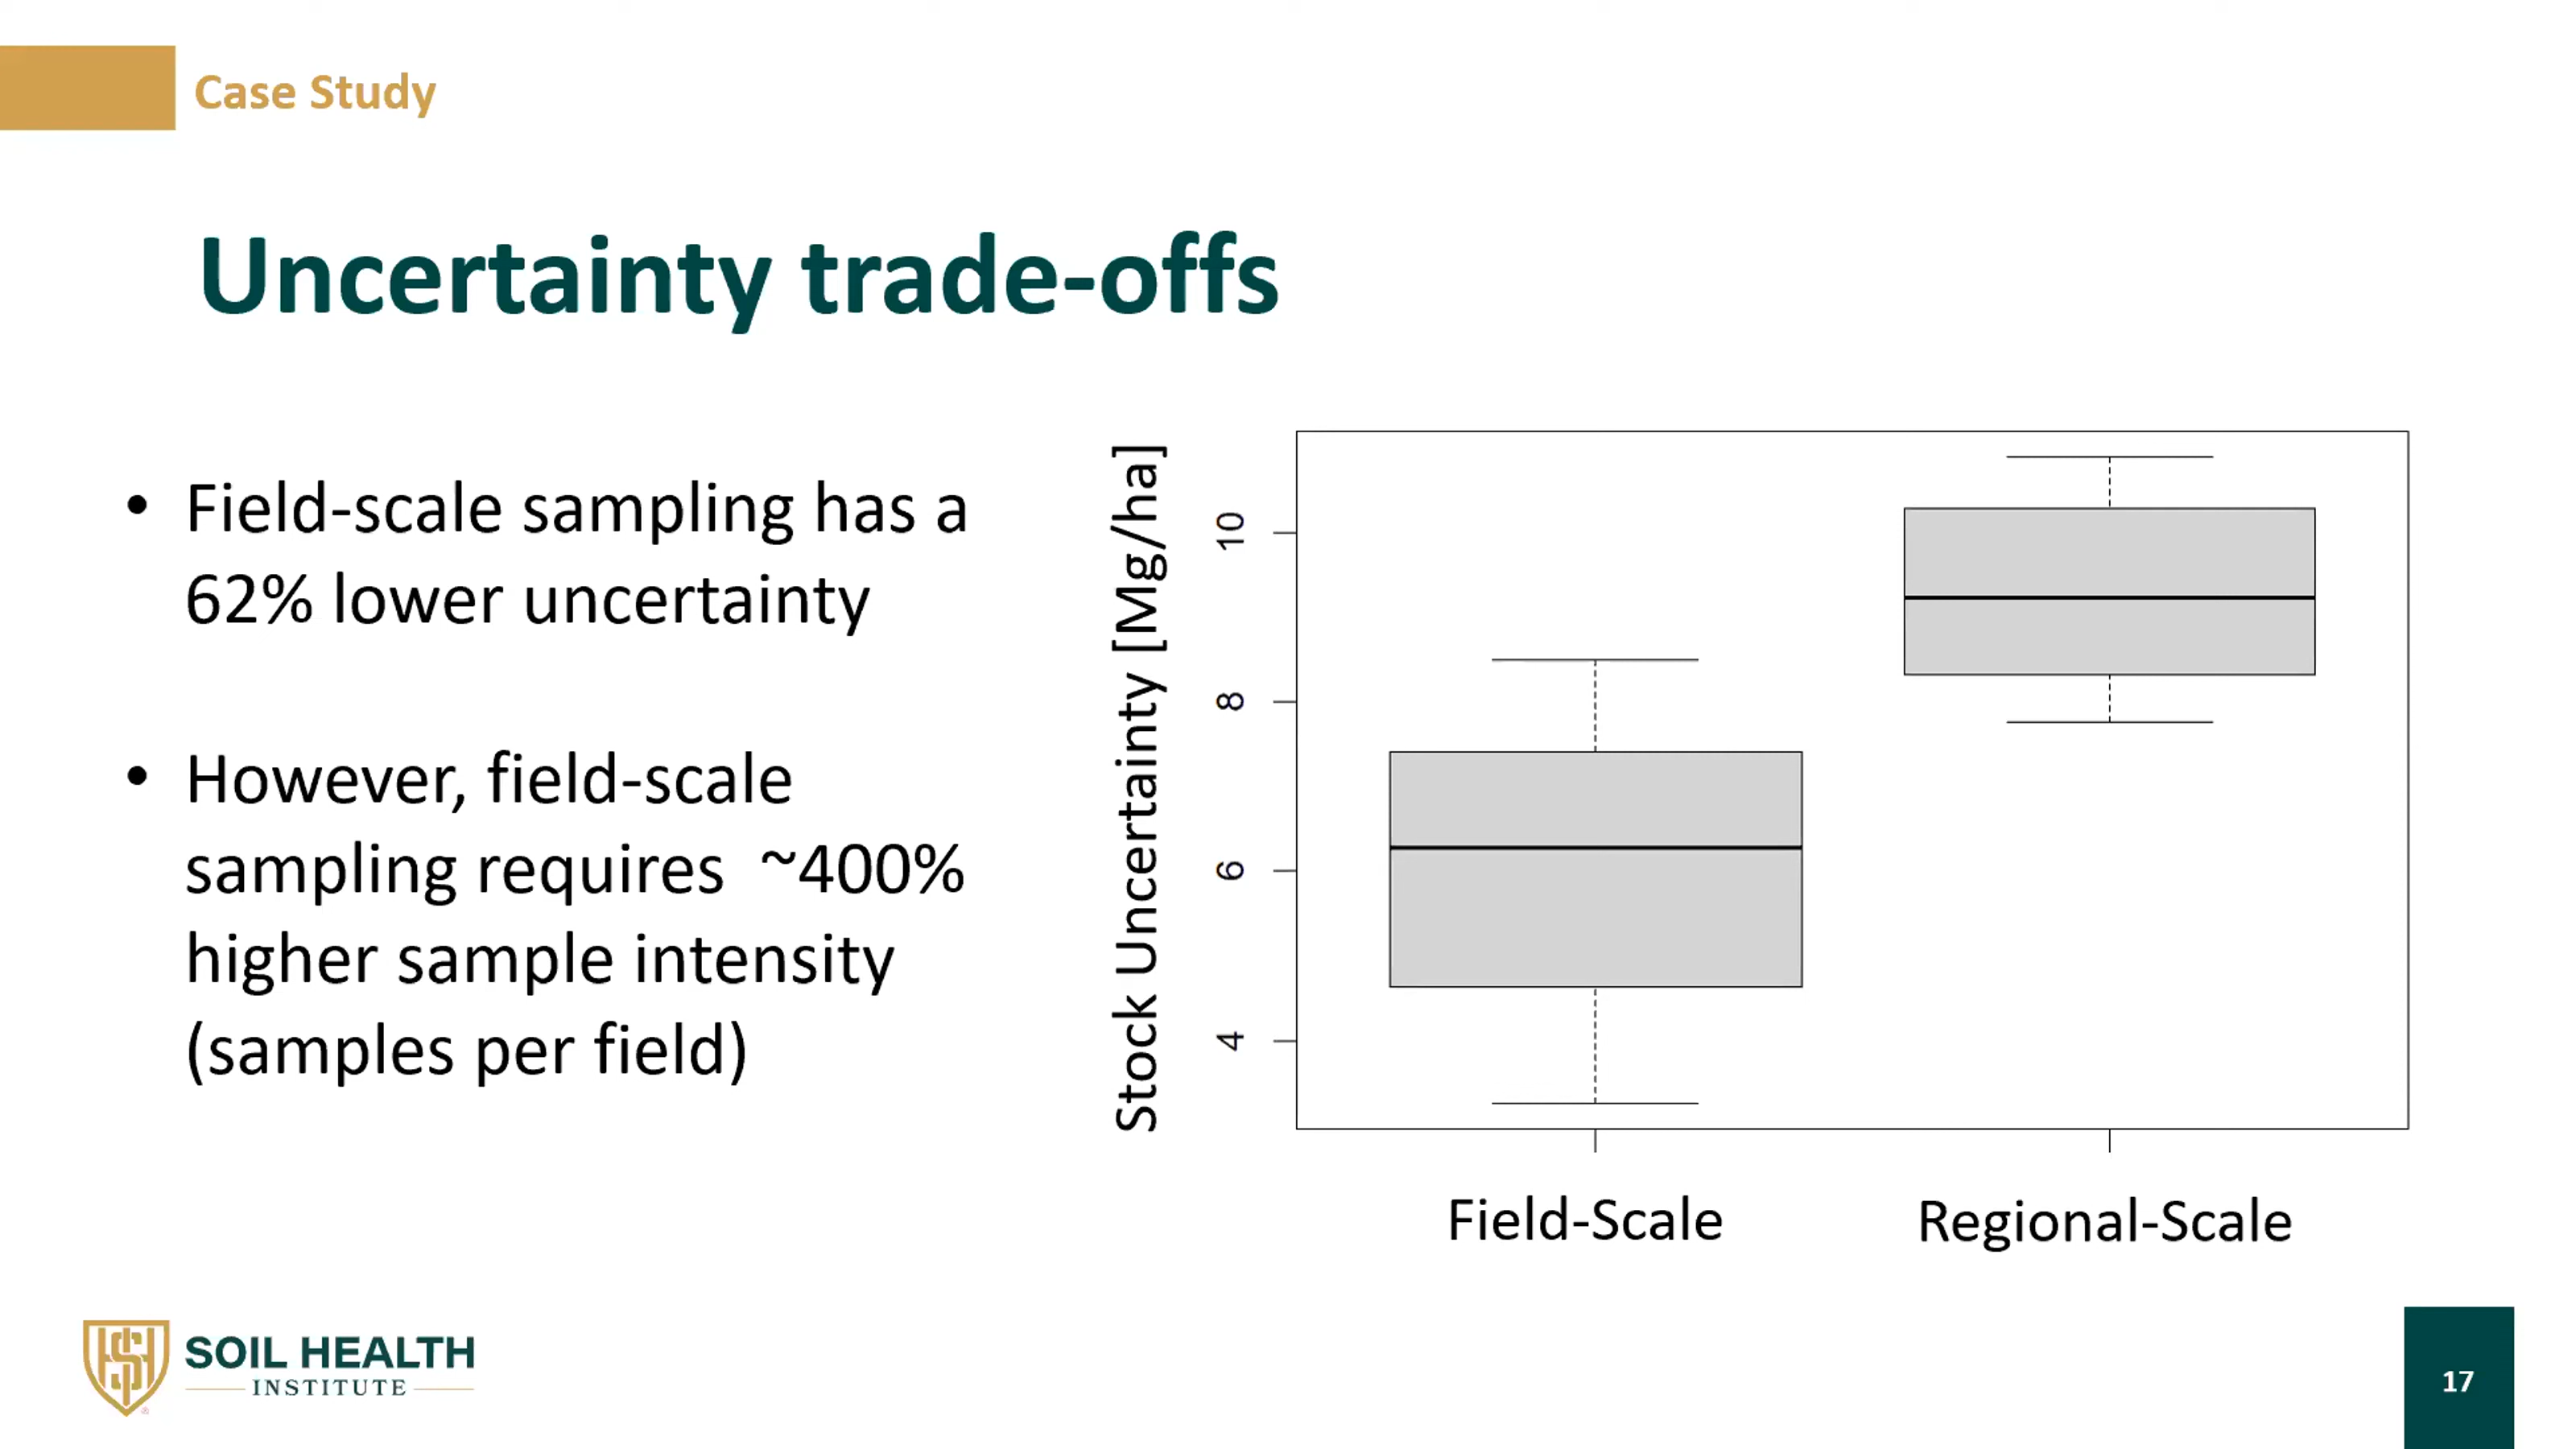 Case Study
Uncertainty trade-offs
• Field-scale sampling has a
62% lower uncertainty
• However, field-scale
sampling requires  ~400%
higher sample intensity
(samples per field)
Stock Uncertainty [Mg/ha]
10
8
6
4
Field-Scale
Regional-Scale
SOIL HEALTH
INSTITUTE
17